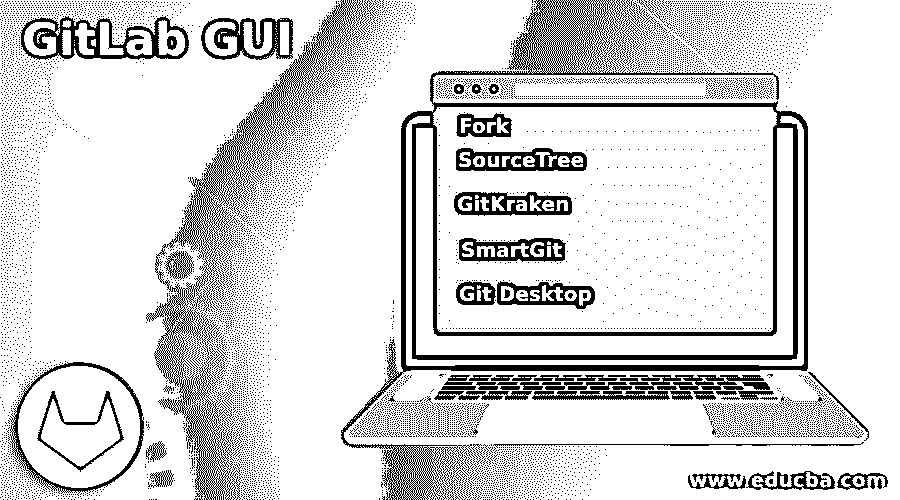 GitLab GUI
Fork
SourceTree
GitKraken
SmartGit
Git Desktop
www.educba.com